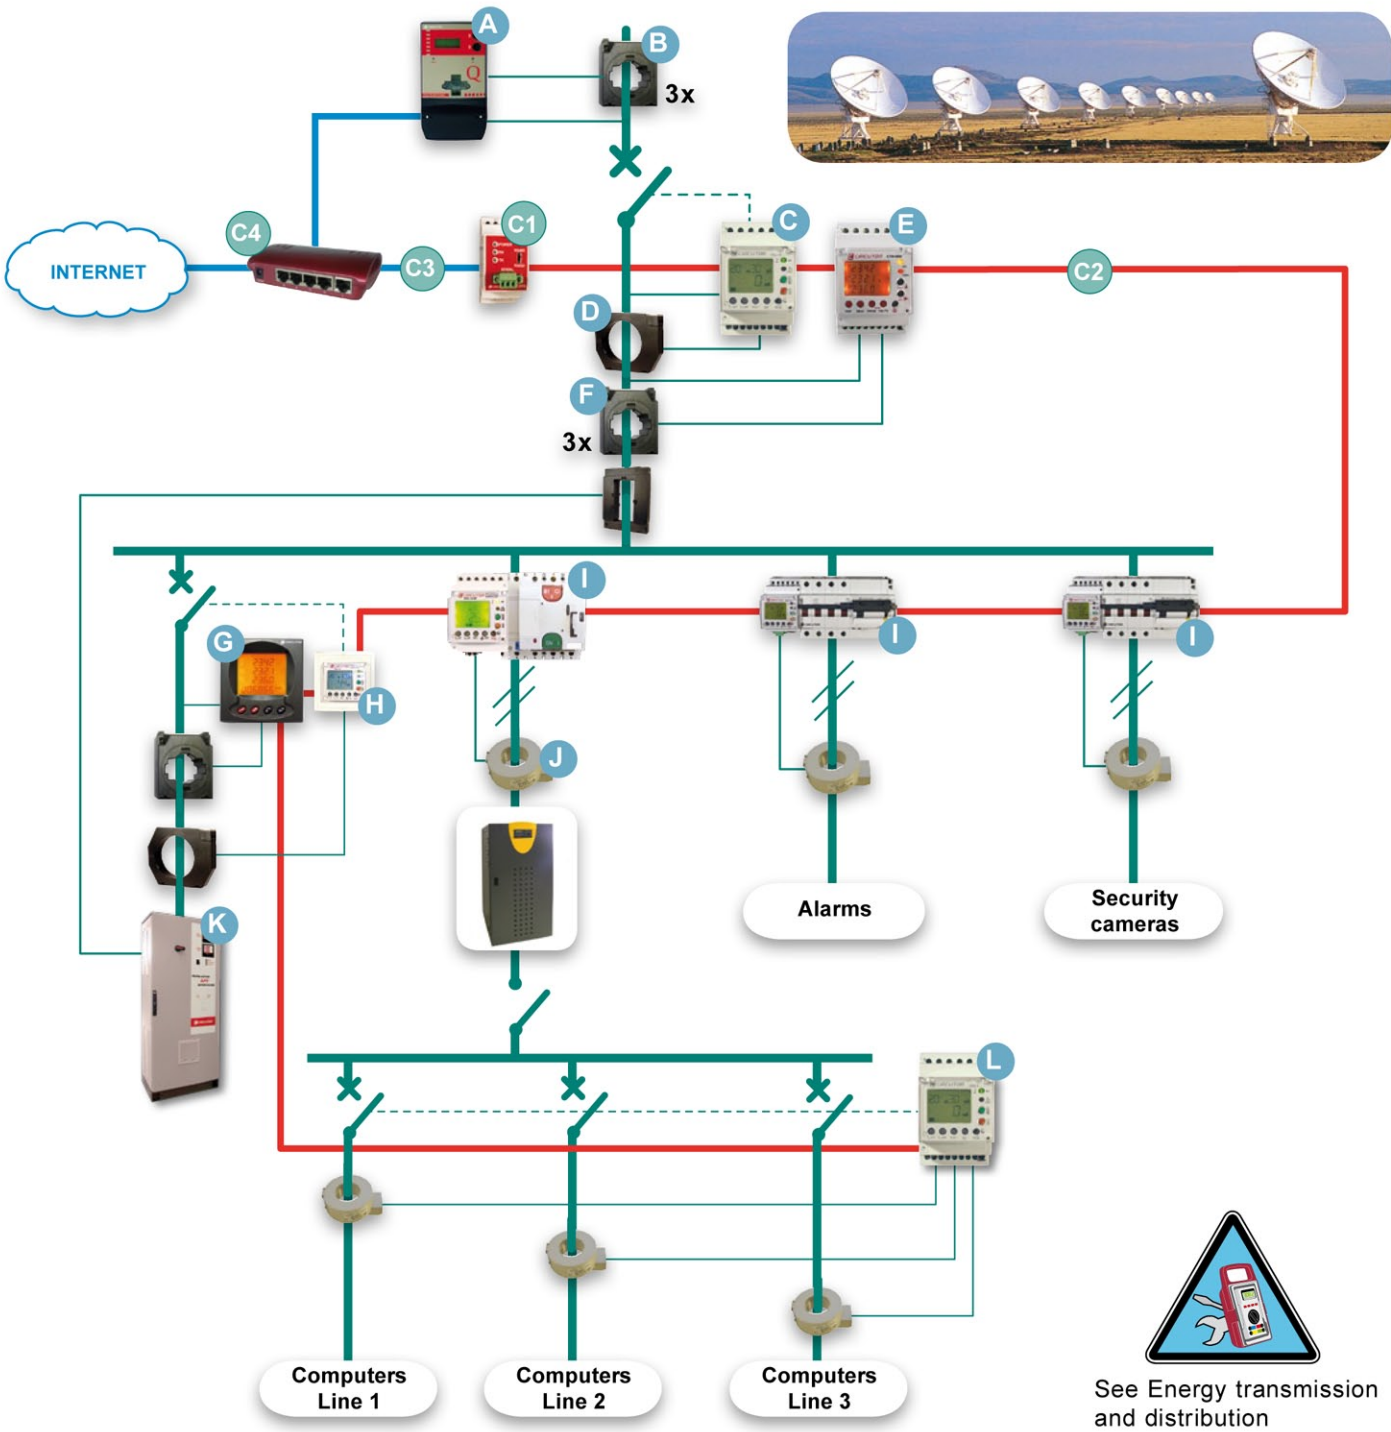 A
B
3x
C4
C1
C
E
INTERNET
C3
C2
D
F
3x
I
G
I
I
H
J
K
Alarms
Security
cameras
L
Computers
Line 1
Computers
Line 2
Computers
Line 3
See Energy transmission
and distribution